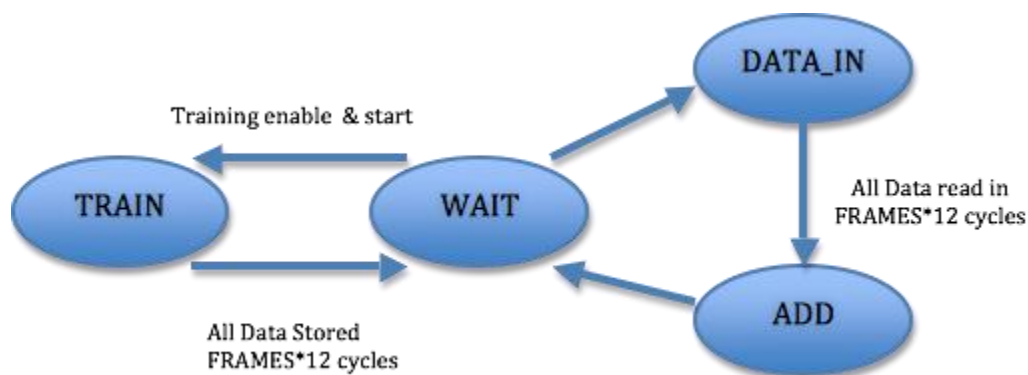 DATA_IN
Training enable & start
TRAIN
WAIT
All Data read in
FRAMES*12 cycles
ADD
All Data Stored
FRAMES*12 cycles